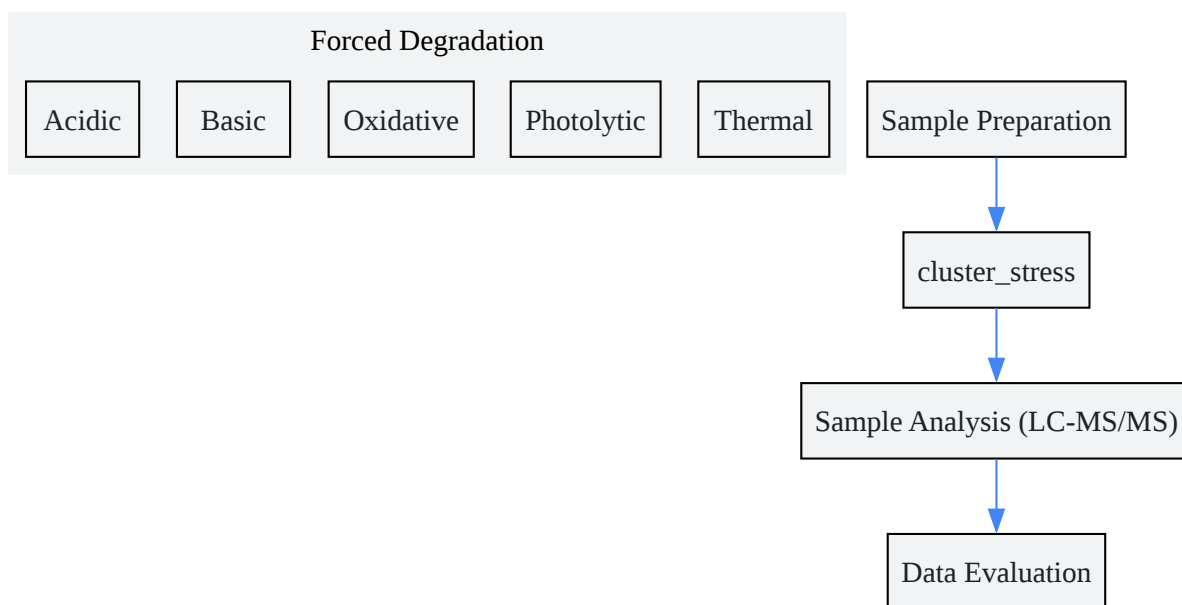 Forced Degradation
Acidic
Basic
Oxidative
Photolytic
Thermal
Sample Preparation
cluster_stress
Sample Analysis (LC-MS/MS)
Data Evaluation